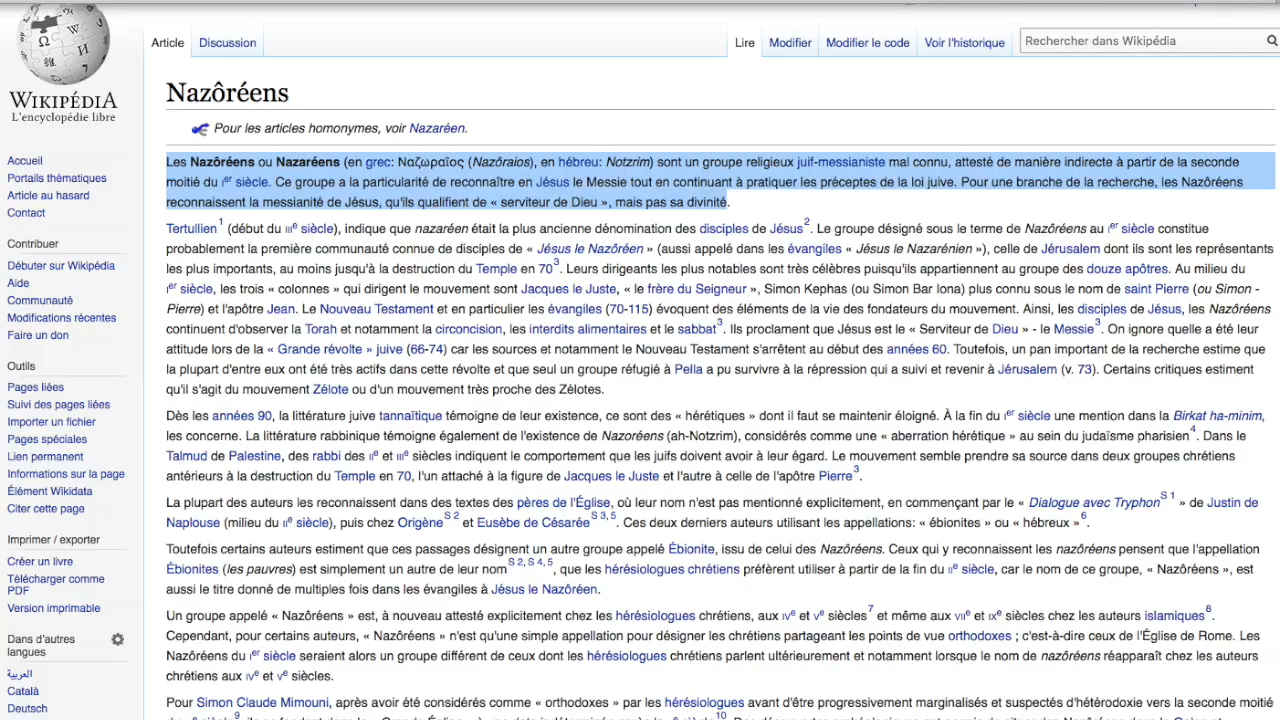 WIKIPÉDIA
L'encyclopédie libre
Accueil
Portails thématiques
Article au hasard
Contact
Contribuer
Débuter sur Wikipédia
Aide
Communauté
Modifications récentes
Faire un don
Outils
Pages liées
Suivi des pages liées
Importer un fichier
Pages spéciales
Lien permanent
Informations sur la page
Élément Wikidata
Citer cette page
Imprimer / exporter
Créer un livre
Télécharger comme
PDF
Version imprimable
Dans d'autres
langues
العربية
Català
Deutsch
Article Discussion Lire Modifier Modifier le code Voir l'historique Rechercher dans Wikipédia
Nazôréens
Pour les articles homonymes, voir Nazaréen.
Les Nazôréens ou Nazaréens (en grec: Ναζωραῖος (Nazôraios), en hébreu: Notzrim) sont un groupe religieux juif-messianiste mal connu, attesté de manière indirecte à partir de la seconde
moitié du Ier siècle. Ce groupe a la particularité de reconnaître en Jésus le Messie tout en continuant à pratiquer les préceptes de la loi juive. Pour une branche de la recherche, les Nazôréens
reconnaissent la messianité de Jésus, qu'ils qualifient de « serviteur de Dieu », mais pas sa divinité.
Tertullien1 (début du IIIe siècle), indique que nazaréen était la plus ancienne dénomination des disciples de Jésus2. Le groupe désigné sous le terme de Nazôréens au Ier siècle constitue
probablement la première communauté connue de disciples de « Jésus le Nazôréen » (aussi appelé dans les évangiles « Jésus le Nazarénien »), celle de Jérusalem dont ils sont les représentants
les plus importants, au moins jusqu'à la destruction du Temple en 703. Leurs dirigeants les plus notables sont très célèbres puisqu'ils appartiennent au groupe des douze apôtres. Au milieu du
Ier siècle, les trois « colonnes » qui dirigent le mouvement sont Jacques le Juste, « le frère du Seigneur », Simon Kephas (ou Simon Bar Iona) plus connu sous le nom de saint Pierre (ou Simon -
Pierre) et l'apôtre Jean. Le Nouveau Testament et en particulier les évangiles (70-115) évoquent des éléments de la vie des fondateurs du mouvement. Ainsi, les disciples de Jésus, les Nazôréens
continuent d'observer la Torah et notamment la circoncision, les interdits alimentaires et le sabbat3. Ils proclament que Jésus est le « Serviteur de Dieu » - le Messie3. On ignore quelle a été leur
attitude lors de la « Grande révolte » juive (66-74) car les sources et notamment le Nouveau Testament s'arrêtent au début des années 60. Toutefois, un pan important de la recherche estime que
la plupart d'entre eux ont été très actifs dans cette révolte et que seul un groupe réfugié à Pella a pu survivre à la répression qui a suivi et revenir à Jérusalem (v. 73). Certains critiques estiment
qu'il s'agit du mouvement Zélote ou d'un mouvement très proche des Zélotes.
Dès les années 90, la littérature juive tannaïtique témoigne de leur existence, ce sont des « hérétiques » dont il faut se maintenir éloigné. À la fin du Ier siècle une mention dans la Birkat ha-minim,
les concerne. La littérature rabbinique témoigne également de l'existence de Nazoréens (ah-Notzrim), considérés comme une « aberration hérétique » au sein du judaïsme pharisien4. Dans le
Talmud de Palestine, des rabbi des IIe et IIIe siècles indiquent le comportement que les juifs doivent avoir à leur égard. Le mouvement semble prendre sa source dans deux groupes chrétiens
antérieurs à la destruction du Temple en 70, l'un attaché à la figure de Jacques le Juste et l'autre à celle de l'apôtre Pierre3.
La plupart des auteurs les reconnaissent dans des textes des pères de l'Église, où leur nom n'est pas mentionné explicitement, en commençant par le « Dialogue avec TryphonS 1 » de Justin de
Naplouse (milieu du IIe siècle), puis chez OrigèneS 2 et Eusèbe de CésaréeS 3, 5. Ces deux derniers auteurs utilisant les appellations: « ébionites » ou « hébreux »6.
Toutefois certains auteurs estiment que ces passages désignent un autre groupe appelé Ébionite, issu de celui des Nazôréens. Ceux qui y reconnaissent les nazôréens pensent que l'appellation
Ébionites (les pauvres) est simplement un autre de leur nomS 2, S 4, 5, que les hérésiologues chrétiens préfèrent utiliser à partir de la fin du IIe siècle, car le nom de ce groupe, « Nazôréens », est
aussi le titre donné de multiples fois dans les évangiles à Jésus le Nazôréen.
Un groupe appelé « Nazôréens » est, à nouveau attesté explicitement chez les hérésiologues chrétiens, aux IVe et Ve siècles7 et même aux VIIe et IXe siècles chez les auteurs islamiques8.
Cependant, pour certains auteurs, « Nazôréens » n'est qu'une simple appellation pour désigner les chrétiens partageant les points de vue orthodoxes ; c'est-à-dire ceux de l'Église de Rome. Les
Nazôréens du Ier siècle seraient alors un groupe différent de ceux dont les hérésiologues chrétiens parlent ultérieurement et notamment lorsque le nom de nazôréens réapparaît chez les auteurs
chrétiens aux IVe et Ve siècles.
Pour Simon Claude Mimouni, après avoir été considérés comme « orthodoxes » par les hérésiologues avant d'être progressivement marginalisés et suspectés d'hétérodoxie vers la seconde moitié